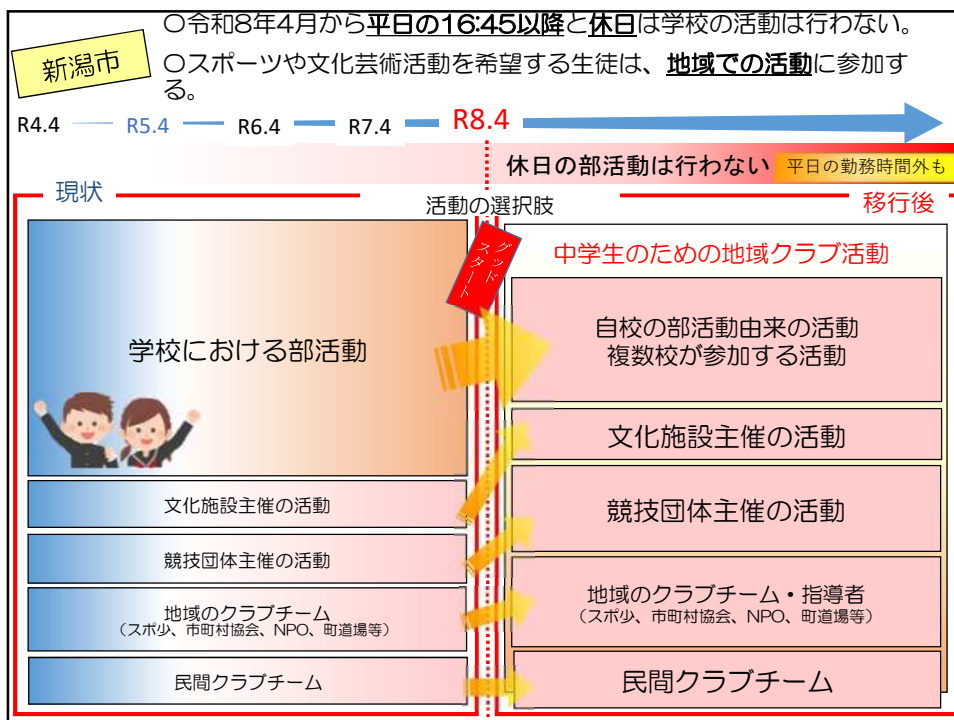 新潟市
〇令和8年4月から平日の16:45以降と休日は学校の活動は行わない。
〇スポーツや文化芸術活動を希望する生徒は、地域での活動に参加す
る。
R4.4 R5.4 R6.4 R7.4 R8.4
休日の部活動は行わない 平日の勤務時間外も
現状
活動の選択肢
移行後
グッド
スタート
学校における部活動
文化施設主催の活動
競技団体主催の活動
地域のクラブチーム
（スポ少、市町村協会、NPO、町道場等）
民間クラブチーム
中学生のための地域クラブ活動
自校の部活動由来の活動
複数校が参加する活動
文化施設主催の活動
競技団体主催の活動
地域のクラブチーム・指導者
（スポ少、市町村協会、NPO、町道場等）
民間クラブチーム